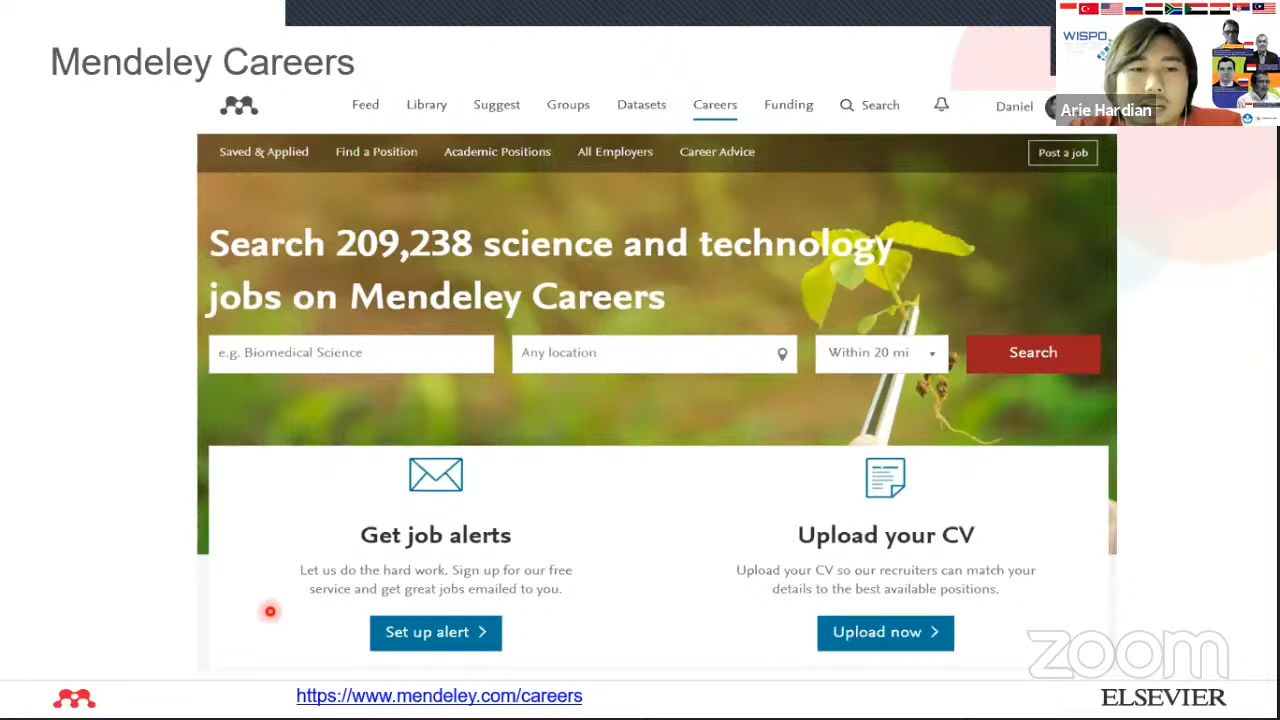 Mendeley Careers
Feed Library Suggest Groups Datasets Careers Funding Search Daniel
WISPO
Arie Hardian
Saved & Applied Find a Position Academic Positions All Employers Career Advice Post a job
Search 209,238 science and technology
jobs on Mendeley Careers
e.g. Biomedical Science Any location Within 20 mi Search
Get job alerts
Let us do the hard work. Sign up for our free
service and get great jobs emailed to you.
Set up alert
Upload your CV
Upload your CV so our recruiters can match your
details to the best available positions.
Upload now
zoom
https://www.mendeley.com/careers
ELSEVIER